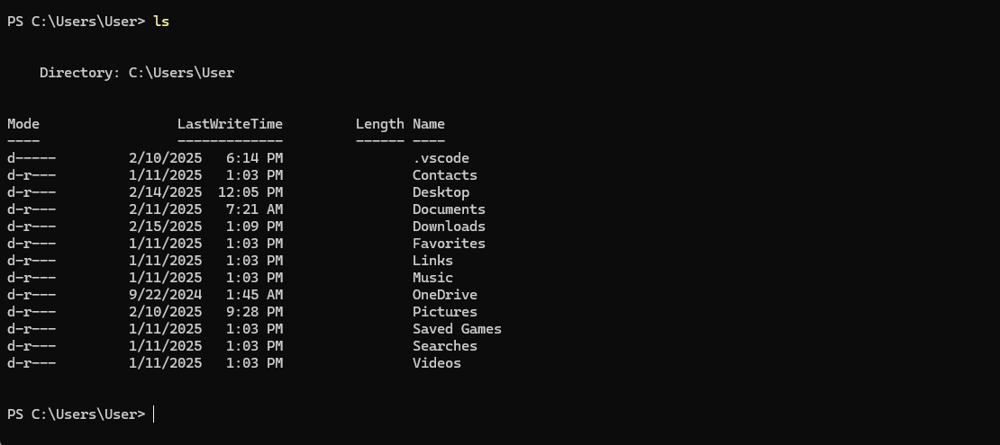 PS C:\Users\User> ls
    Directory: C:\Users\User
Mode                 LastWriteTime         Length Name
----                 -------------         ------ ----
d-----         2/10/2025   6:14 PM                .vscode
d-r---         1/11/2025   1:03 PM                Contacts
d-r---         2/14/2025  12:05 PM                Desktop
d-r---         2/11/2025   7:21 AM                Documents
d-r---         2/15/2025   1:09 PM                Downloads
d-r---         1/11/2025   1:03 PM                Favorites
d-r---         1/11/2025   1:03 PM                Links
d-r---         1/11/2025   1:03 PM                Music
d-r---         9/22/2024   1:45 AM                OneDrive
d-r---         2/10/2025   9:28 PM                Pictures
d-r---         1/11/2025   1:03 PM                Saved Games
d-r---         1/11/2025   1:03 PM                Searches
d-r---         1/11/2025   1:03 PM                Videos
PS C:\Users\User>